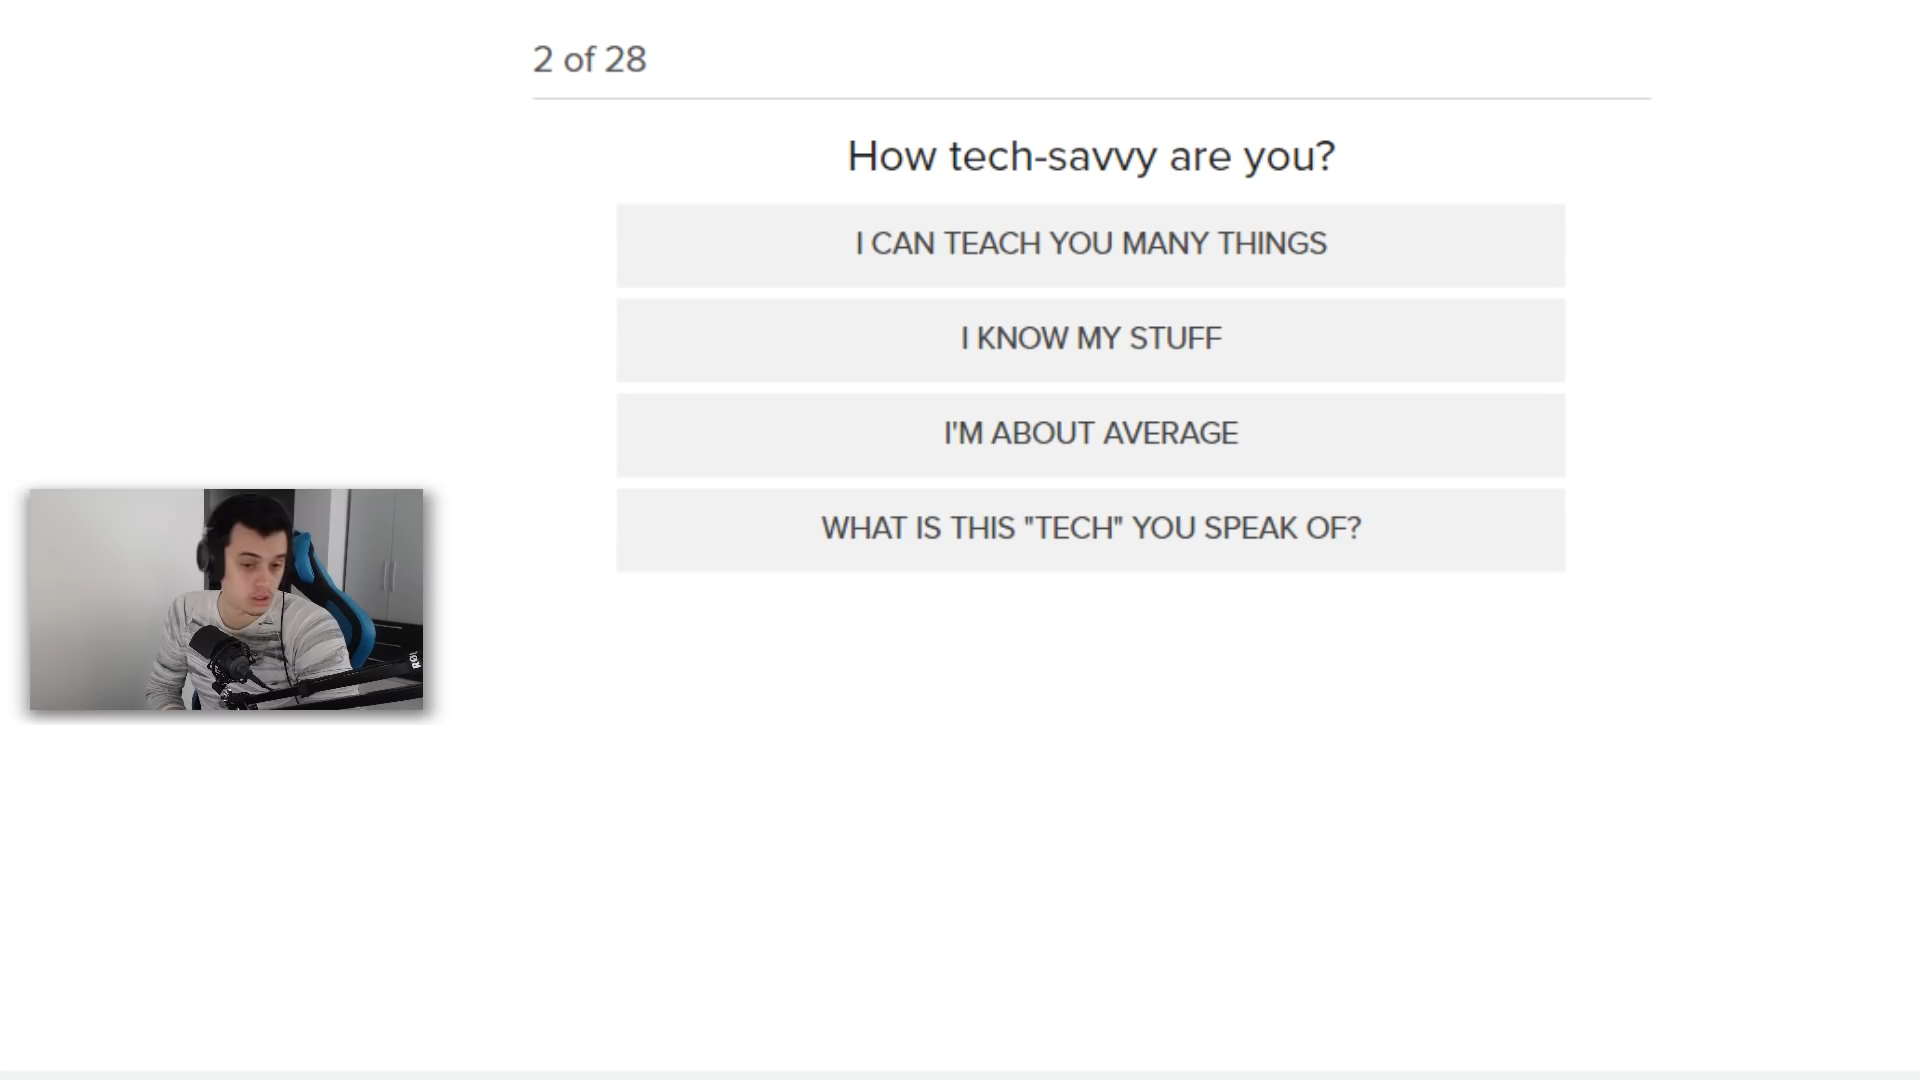 2 of 28
How tech-savvy are you?
I CAN TEACH YOU MANY THINGS
I KNOW MY STUFF
I'M ABOUT AVERAGE
WHAT IS THIS "TECH" YOU SPEAK OF?